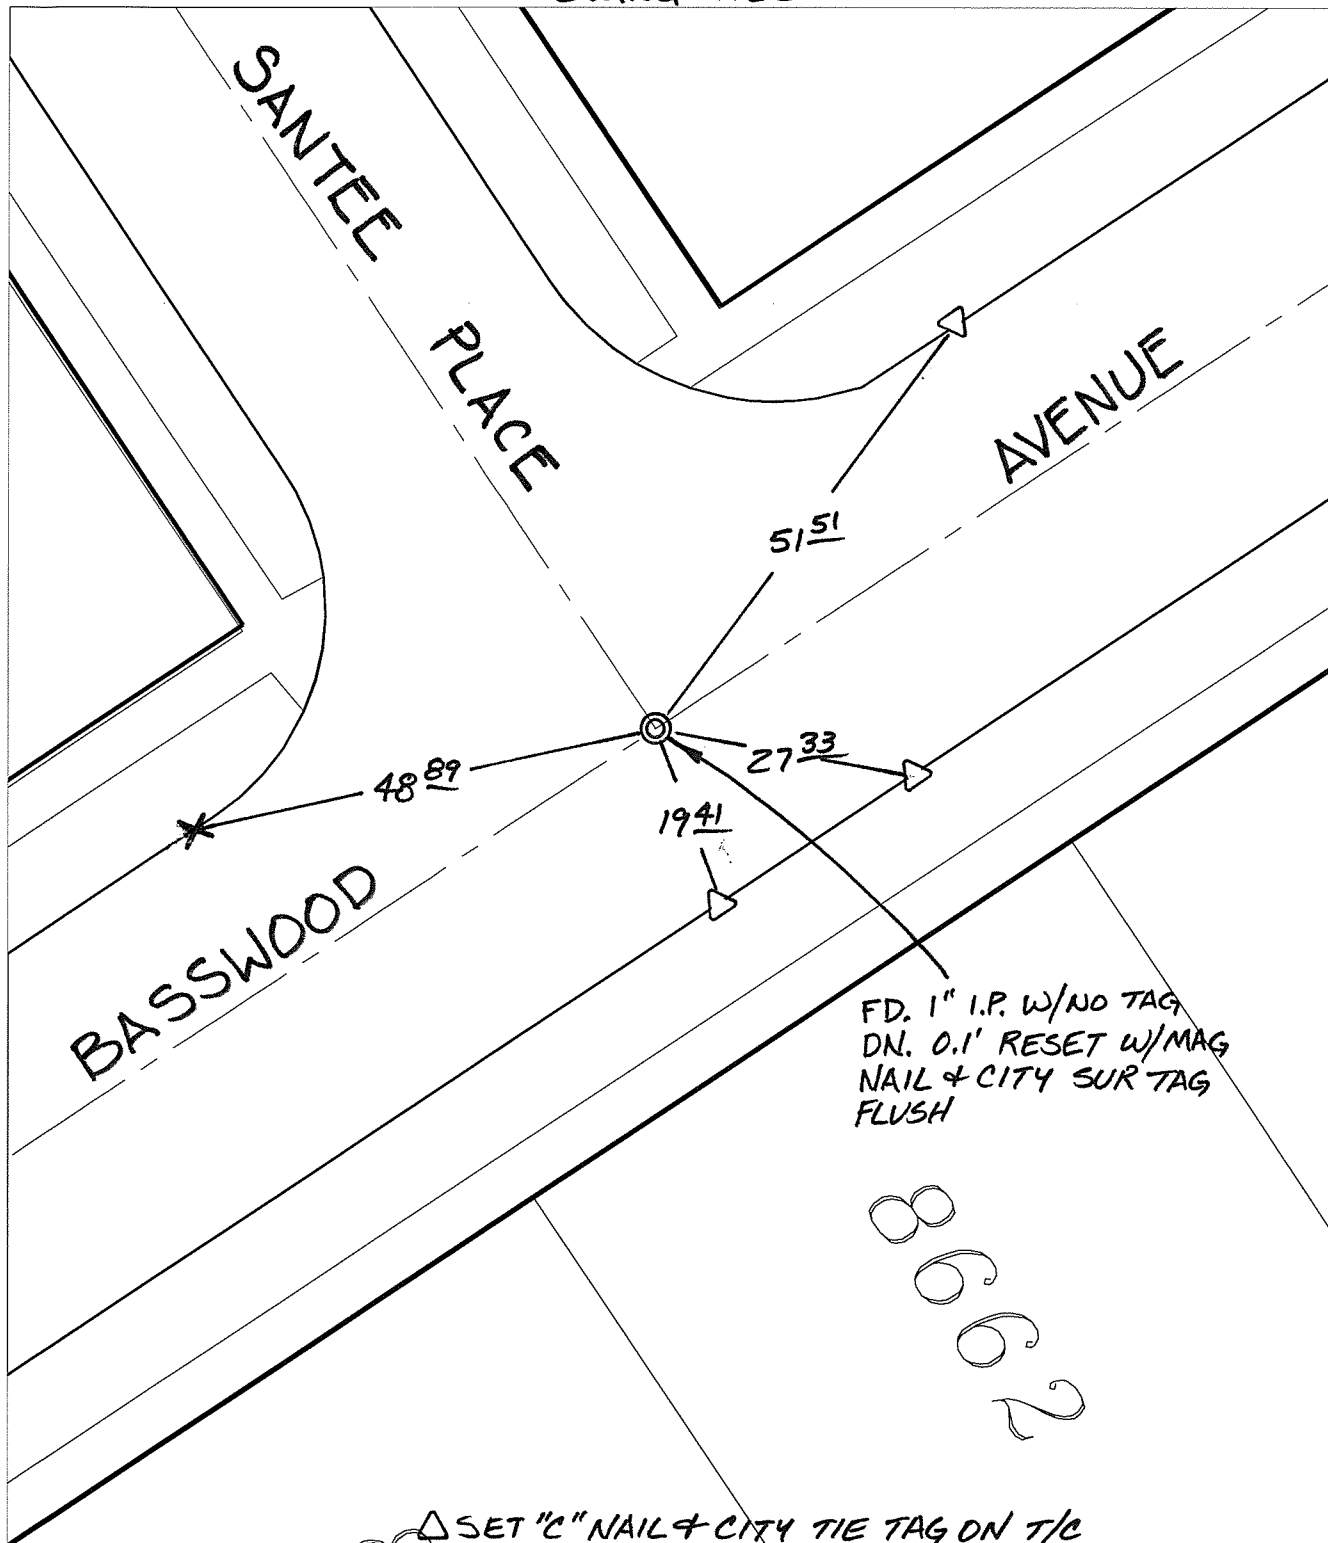 SANTEE PLACE
AVENUE
51 51
48 89
27 33
19 41
BASSWOOD
FD. 1" I.P. W/NO TAG
DN. 0.1' RESET W/MAG
NAIL & CITY SUR TAG
FLUSH
8662
SET "C" NAIL & CITY TIE TAG ON T/C